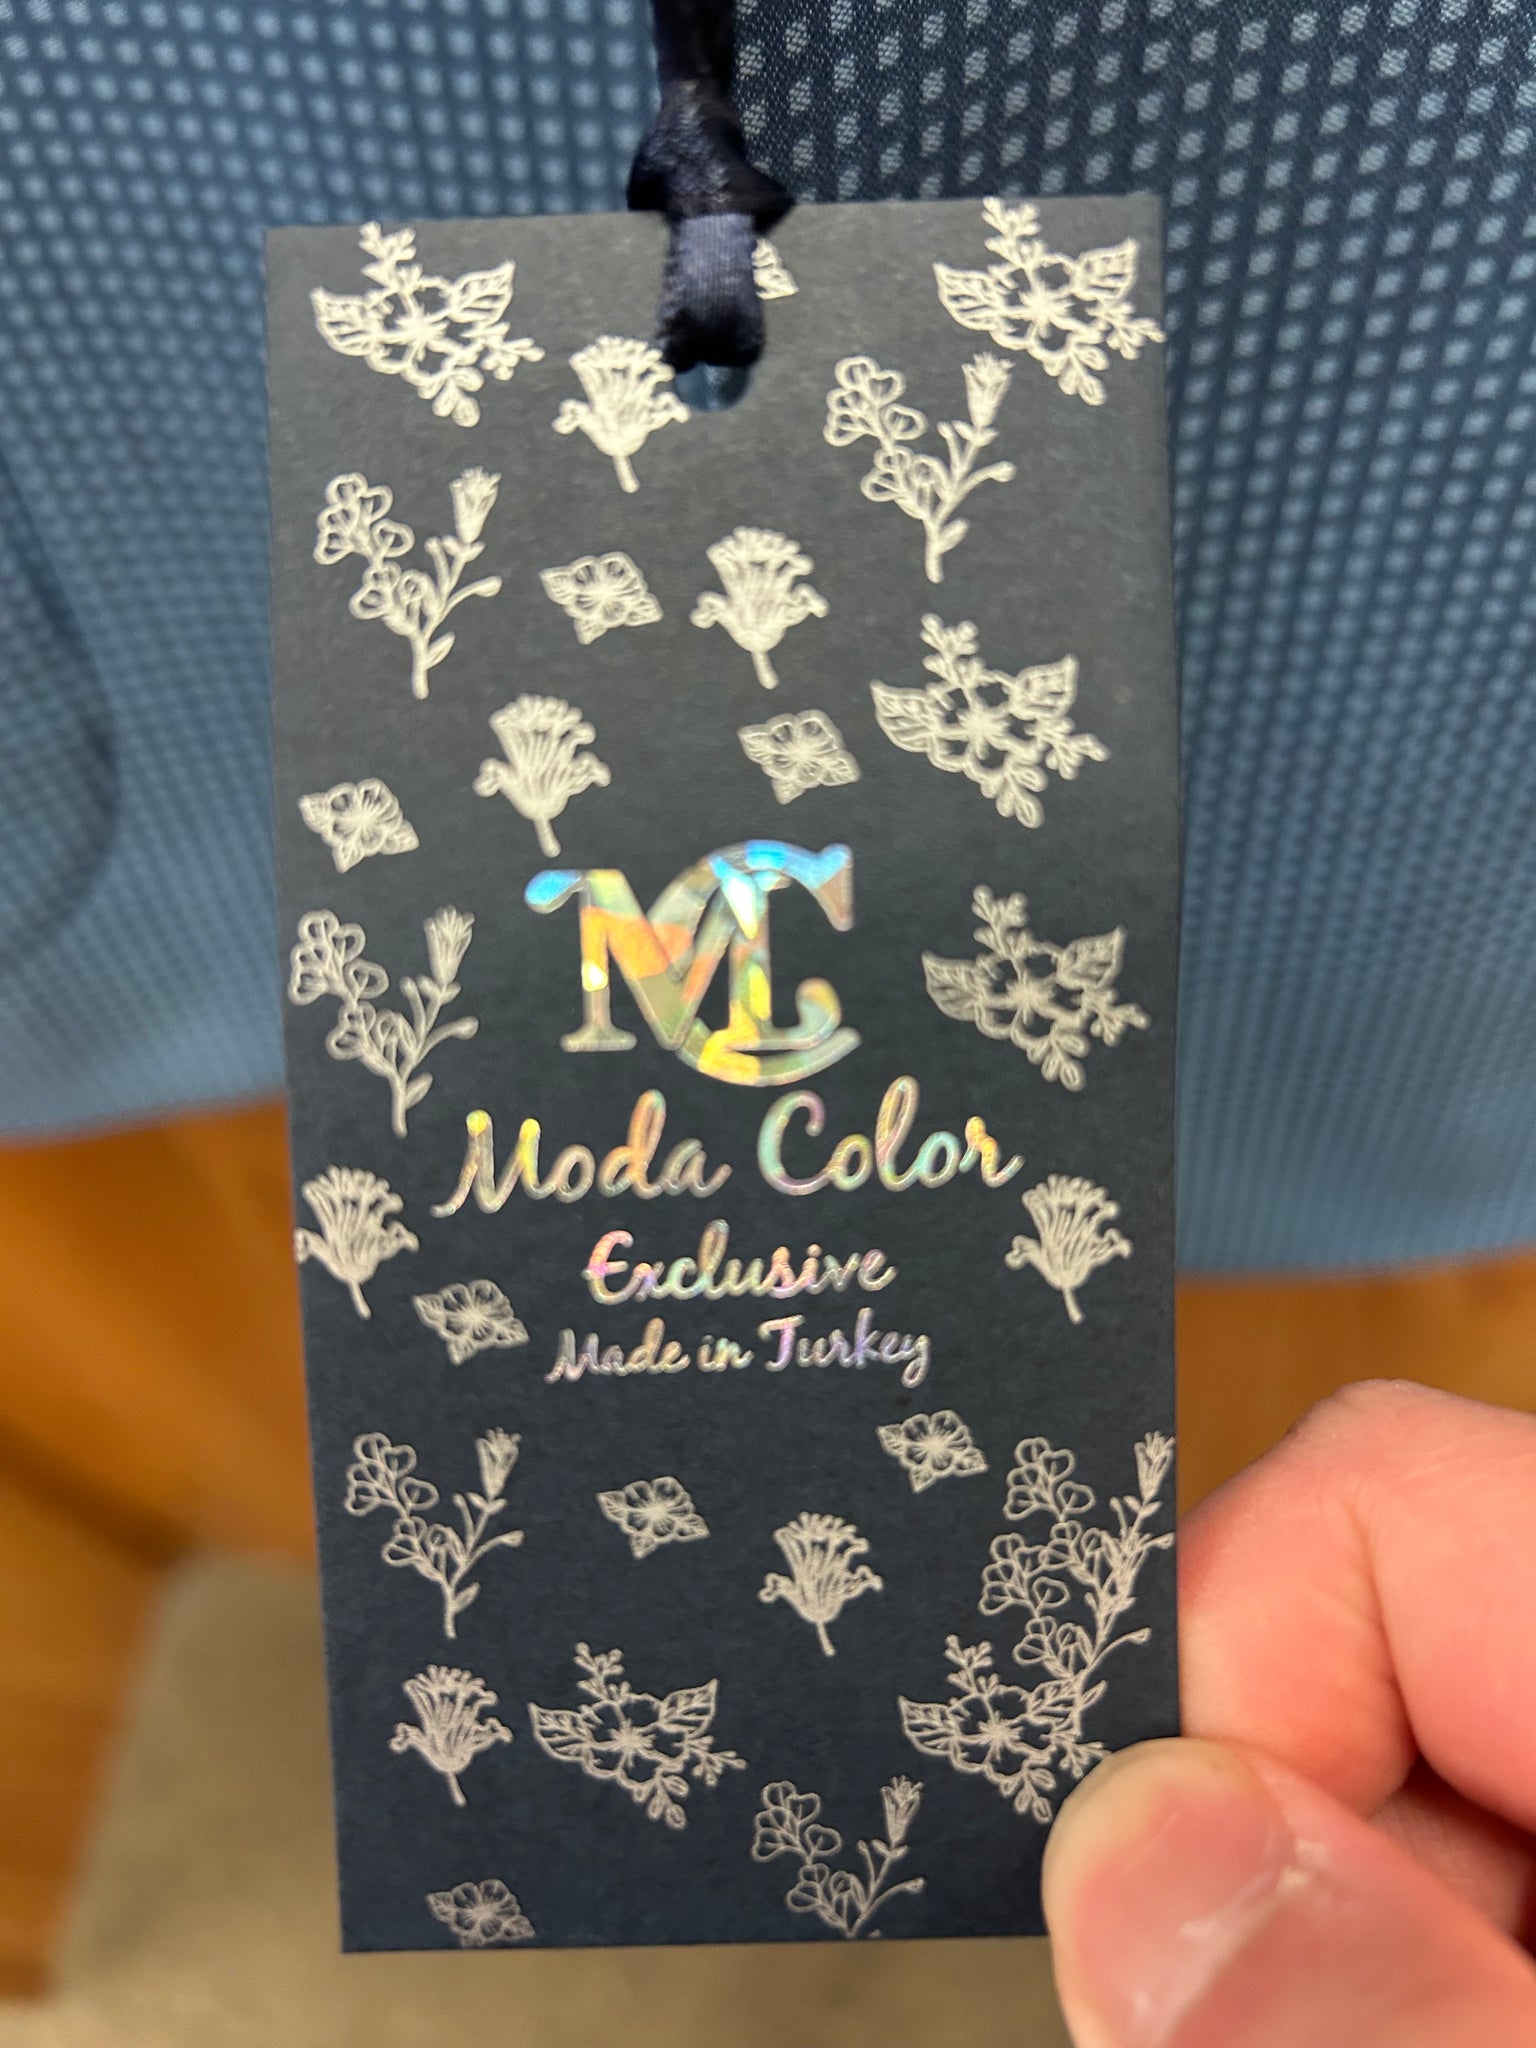 MC
Moda Color
Exclusive
Made in Turkey